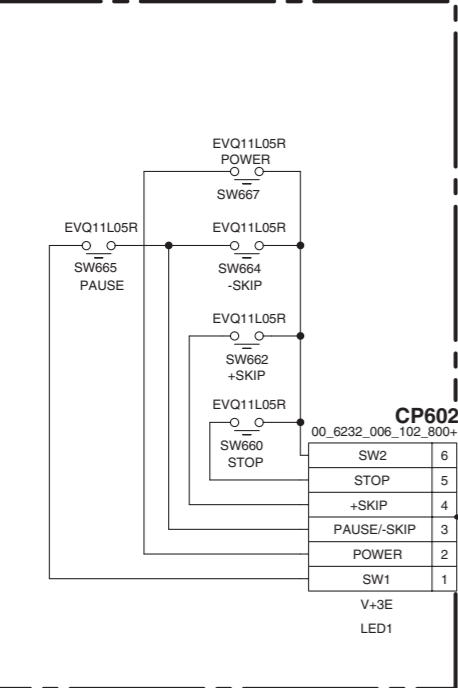 EVQ11L05R
POWER
SW667
EVQ11L05R
SW665
PAUSE
EVQ11L05R
SW664
-SKIP
EVQ11L05R
SW662
+SKIP
EVQ11L05R
SW660
STOP
CP602
00_6232_006_102_800+
SW2 6
STOP 5
+SKIP 4
PAUSE/-SKIP 3
POWER 2
SW1 1
V+3E
LED1